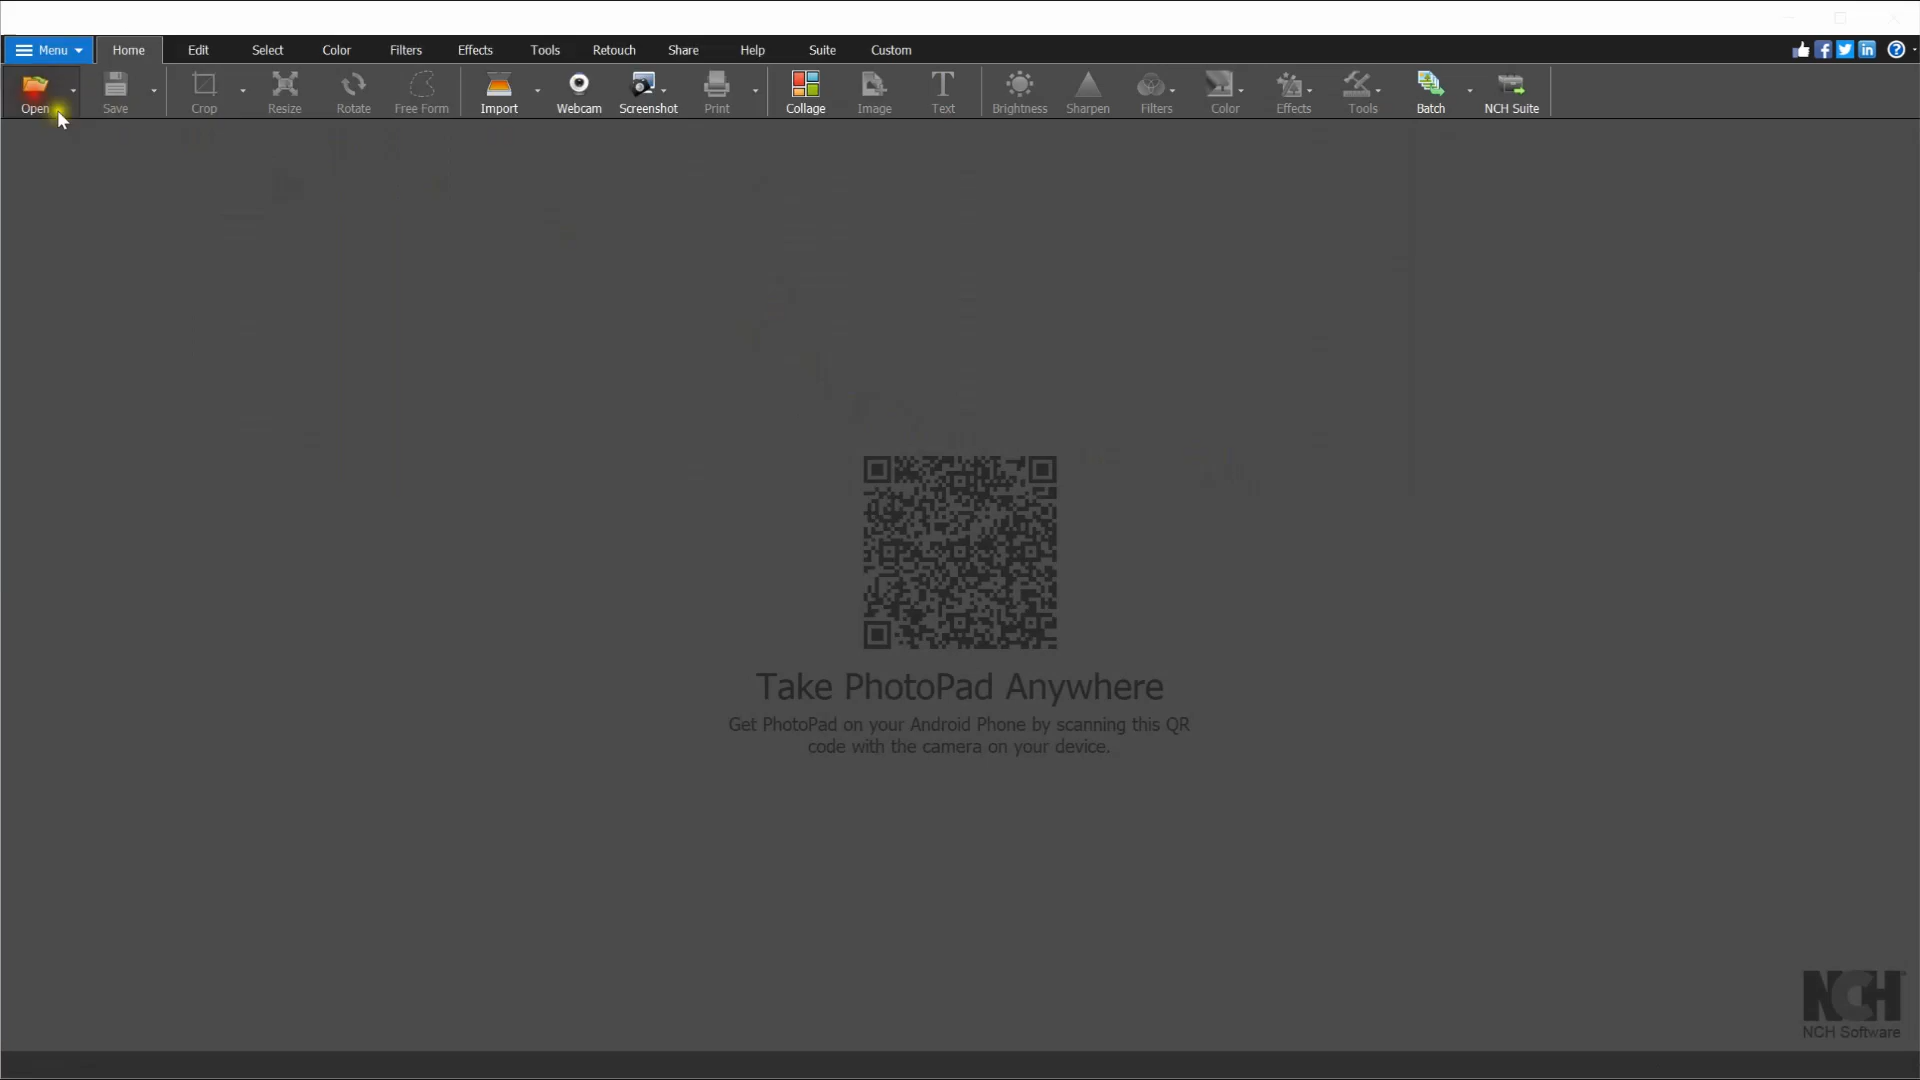 Menu Home Edit Select Color Filters Effects Tools Retouch Share Help Suite Custom
Open Save Crop Resize Rotate Free Form Import Webcam Screenshot Print Collage Image Text Brightness Sharpen Filters Color Effects Tools Batch NCH Suite
Take PhotoPad Anywhere
Get PhotoPad on your Android Phone by scanning this QR
code with the camera on your device.
NCH
NCH Software